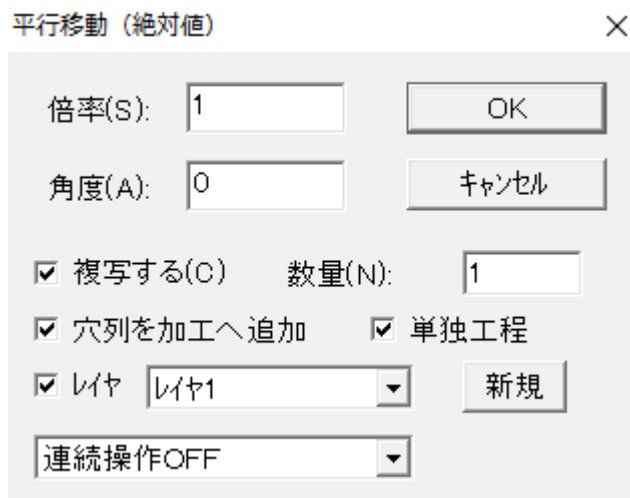 平行移動（絶対値）
倍率(S): 1 OK
角度(A): 0 ｷｬﾝｾﾙ
複写する(C) 数量(N): 1
穴列を加工へ追加 単独工程
ﾚｲﾔ ﾚｲﾔ1 新規
連続操作OFF